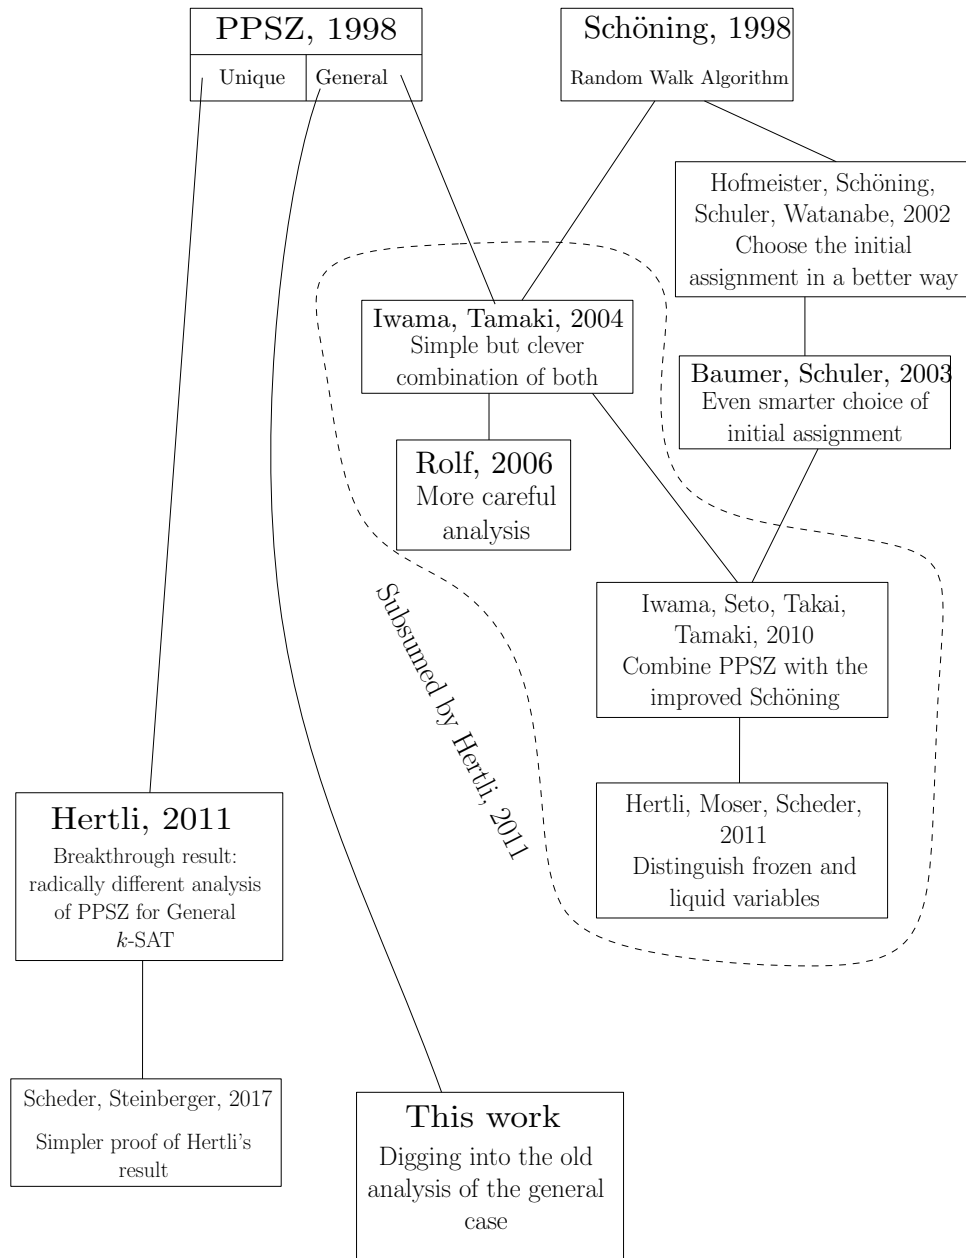 PPSZ, 1998
Unique
General
Schöning, 1998
Random Walk Algorithm
Hofmeister, Schöning,
Schuler, Watanabe, 2002
Choose the initial
assignment in a better way
Iwama, Tamaki, 2004
Simple but clever
combination of both
Baumer, Schuler, 2003
Even smarter choice of
initial assignment
Rolf, 2006
More careful
analysis
Subsumed by Hertli, 2011
Iwama, Seto, Takai,
Tamaki, 2010
Combine PPSZ with the
improved Schöning
Hertli, Moser, Scheder,
2011
Distinguish frozen and
liquid variables
Hertli, 2011
Breakthrough result:
radically different analysis
of PPSZ for General
k-SAT
Scheder, Steinberger, 2017
Simpler proof of Hertli's
result
This work
Digging into the old
analysis of the general
case